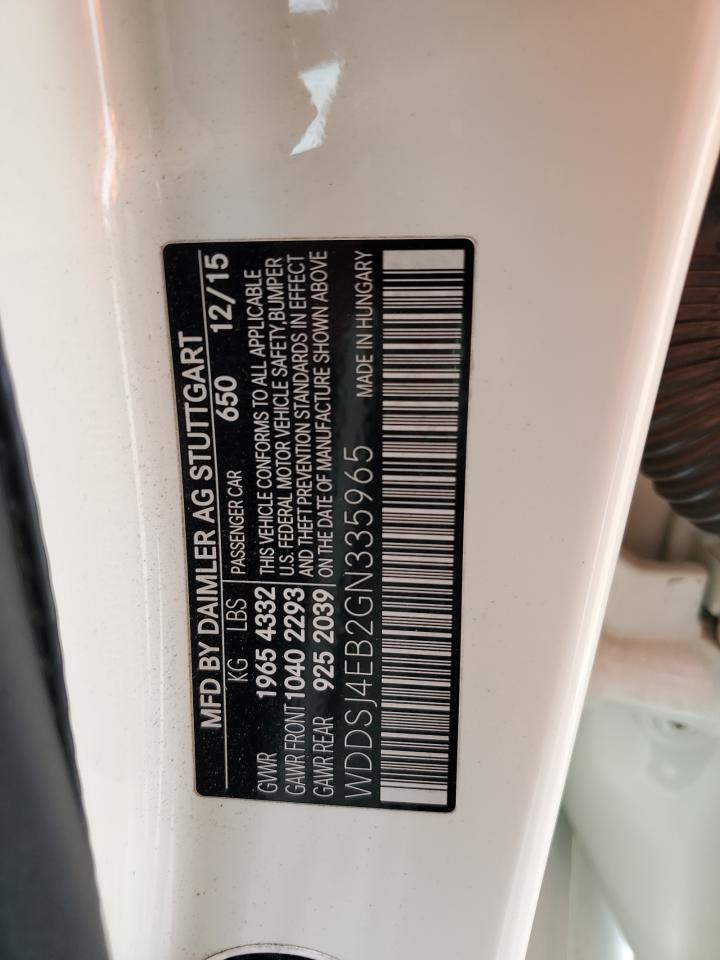 MFD BY DAIMLER AG STUTTGART
KG LBS PASSENGER CAR 650 12/15
GVWR 1965 4332
GAWR FRONT 1040 2293
GAWR REAR 925 2039
THIS VEHICLE CONFORMS TO ALL APPLICABLE
U.S. FEDERAL MOTOR VEHICLE SAFETY,BUMPER
AND THEFT PREVENTION STANDARDS IN EFFECT
ON THE DATE OF MANUFACTURE SHOWN ABOVE
WDDSJ4EB2GN335965 MADE IN HUNGARY